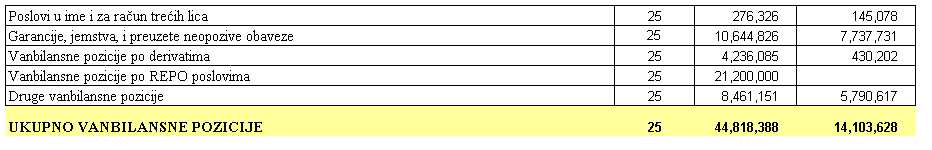 Poslovi u ime i za račun trećih lica 25 276,326 145,078
Garancije, jemstva, i preuzete neopozive obaveze 25 10,644,826 7,737,731
Vanbilansne pozicije po derivatima 25 4,236,085 430,202
Vanbilansne pozicije po REPO poslovima 25 21,200,000
Druge vanbilansne pozicije 25 8,461,151 5,790,617
UKUPNO VANBILANSNE POZICIJE 25 44,818,388 14,103,628